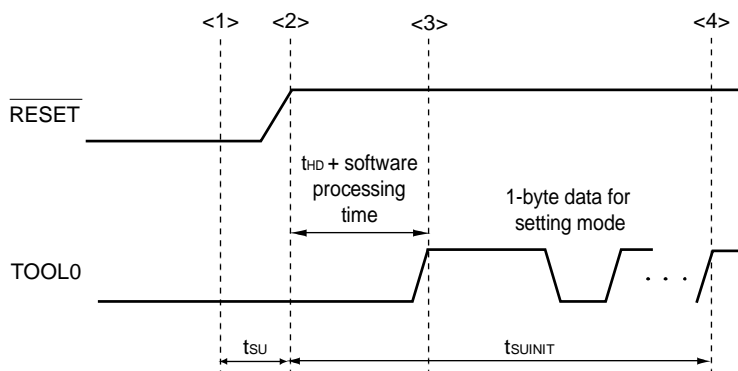 <1> <2> <3> <4>
RESET
tHD + software
processing
time
1-byte data for
setting mode
TOOL0
. . .
tSU
tSUINIT